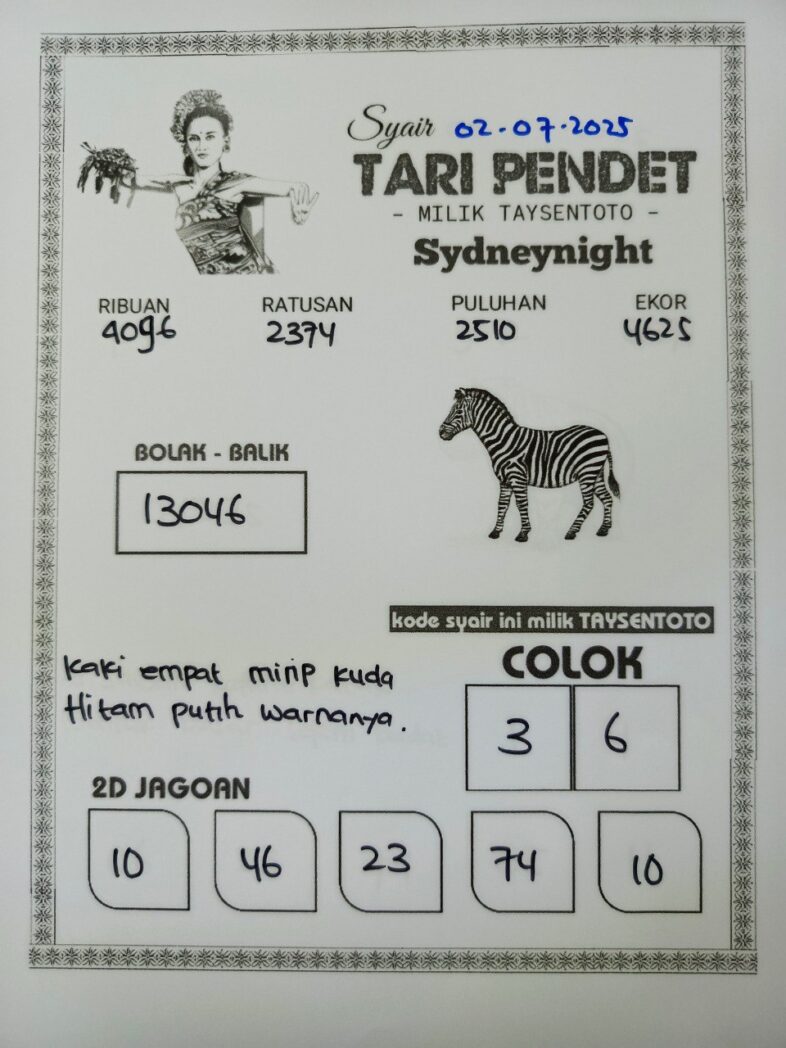 Syair 02-07-2025
TARI PENDET
- MILIK TAYSENTOTO -
Sydneynight
RIBUAN RATUSAN PULUHAN EKOR
4096 2374 2510 4625
BOLAK - BALIK
13046
kode syair ini milik TAYSENTOTO
Kaki empat mirip kuda
Hitam putih warnanya.
COLOK
3 6
2D JAGOAN
10 46 23 74 10